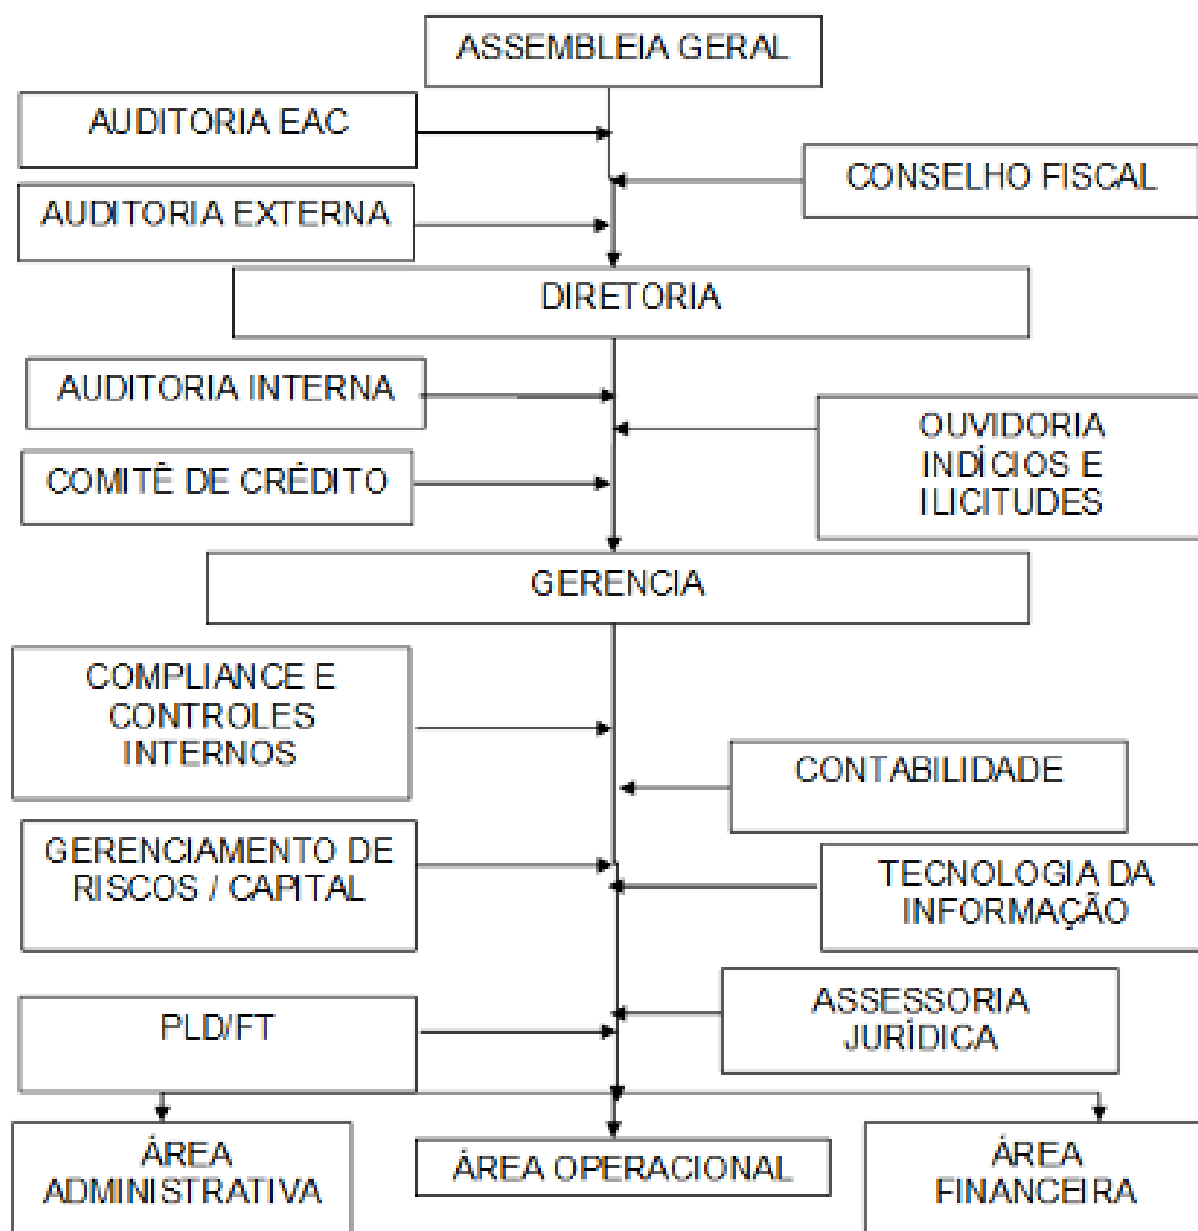 ASSEMBLEIA GERAL
AUDITORIA EAC
CONSELHO FISCAL
AUDITORIA EXTERNA
DIRETORIA
AUDITORIA INTERNA
OUVIDORIA
INDÍCIOS E
ILICITUDES
COMITÊ DE CRÉDITO
GERENCIA
COMPLIANCE E
CONTROLES
INTERNOS
CONTABILIDADE
GERENCIAMENTO DE
RISCOS / CAPITAL
TECNOLOGIA DA
INFORMAÇÃO
ASSESSORIA
JURÍDICA
PLD/FT
ÁREA
ADMINISTRATIVA
ÁREA OPERACIONAL
ÁREA
FINANCEIRA